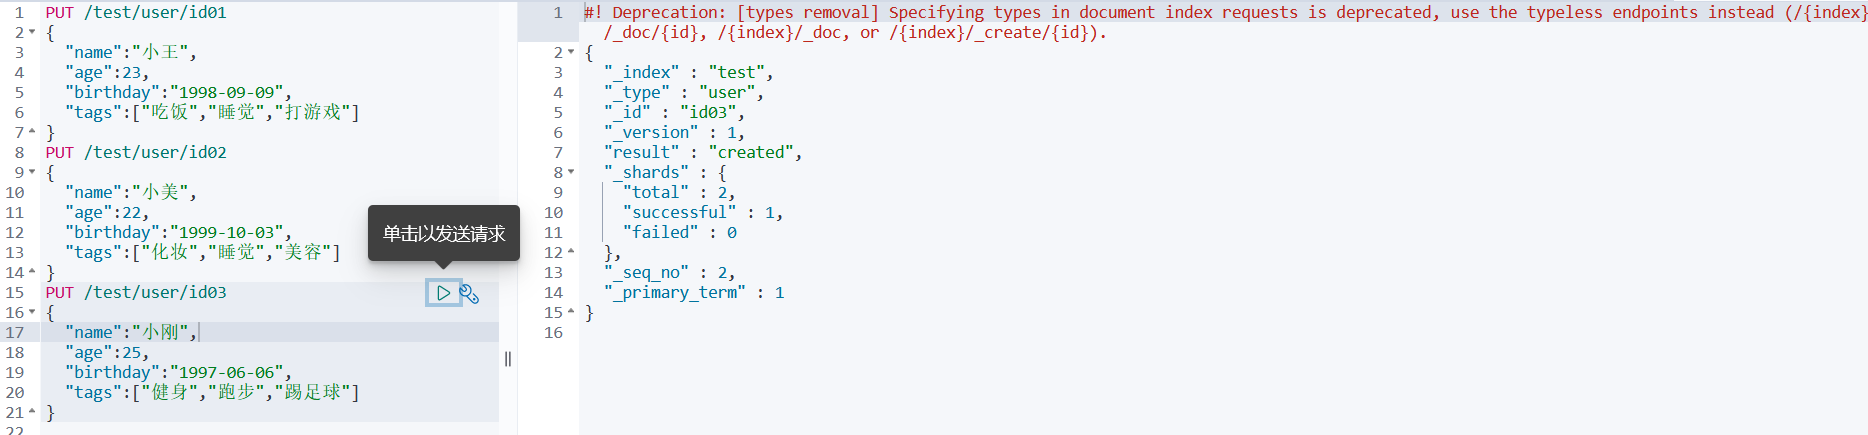 1 PUT /test/user/id01
2 {
3 "name":"小王",
4 "age":23,
5 "birthday":"1998-09-09",
6 "tags":["吃饭","睡觉","打游戏"]
7 }
8 PUT /test/user/id02
9 {
10 "name":"小美",
11 "age":22,
12 "birthday":"1999-10-03",
13 "tags":["化妆","睡觉","美容"]
14 }
15 PUT /test/user/id03
16 {
17 "name":"小刚",
18 "age":25,
19 "birthday":"1997-06-06",
20 "tags":["健身","跑步","踢足球"]
21 }
22
单击以发送请求
1 #! Deprecation: [types removal] Specifying types in document index requests is deprecated, use the typeless endpoints instead (/{index}
/_doc/{id}, /{index}/_doc, or /{index}/_create/{id}).
2 {
3 "_index" : "test",
4 "_type" : "user",
5 "_id" : "id03",
6 "_version" : 1,
7 "result" : "created",
8 "_shards" : {
9 "total" : 2,
10 "successful" : 1,
11 "failed" : 0
12 },
13 "_seq_no" : 2,
14 "_primary_term" : 1
15 }
16